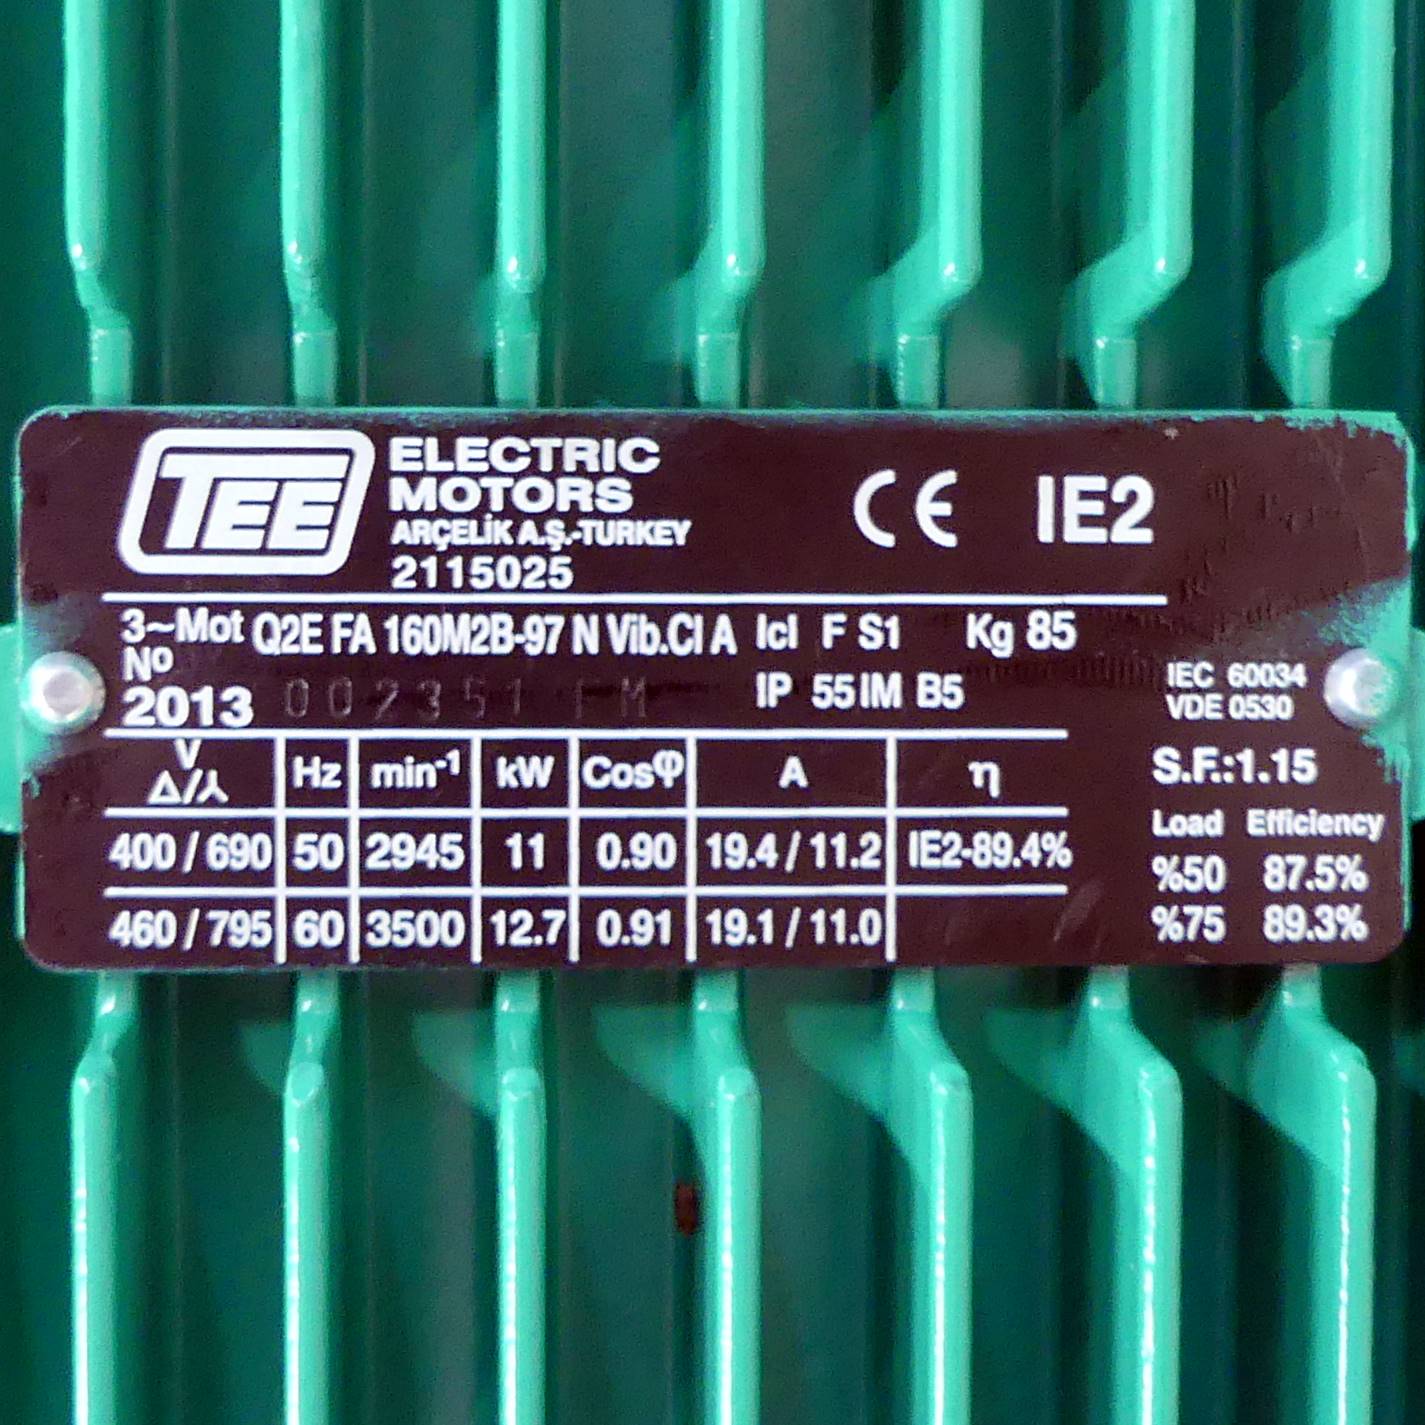 TEE
ELECTRIC
MOTORS
ARÇELİK A.Ş.-TURKEY
2115025
CE IE2
3~Mot Q2E FA 160M2B-97 N Vib.Cl A Icl F S1 Kg 85
Nº
2013 002351 FM IP 55 IM B5
IEC 60034
VDE 0530
V
Δ/⅄ Hz min⁻¹ kW Cosφ A η
400 / 690 50 2945 11 0.90 19.4 / 11.2 IE2-89.4%
460 / 795 60 3500 12.7 0.91 19.1 / 11.0
S.F.:1.15
Load Efficiency
%50 87.5%
%75 89.3%